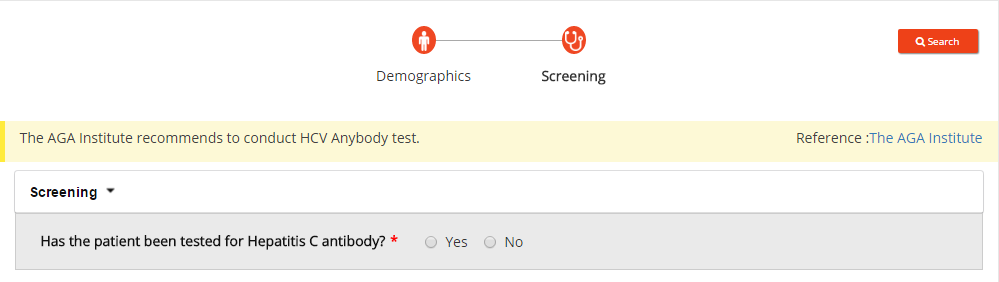 Demographics
Screening
Search
The AGA Institute recommends to conduct HCV Anybody test.
Reference :The AGA Institute
Screening
Has the patient been tested for Hepatitis C antibody? * Yes No